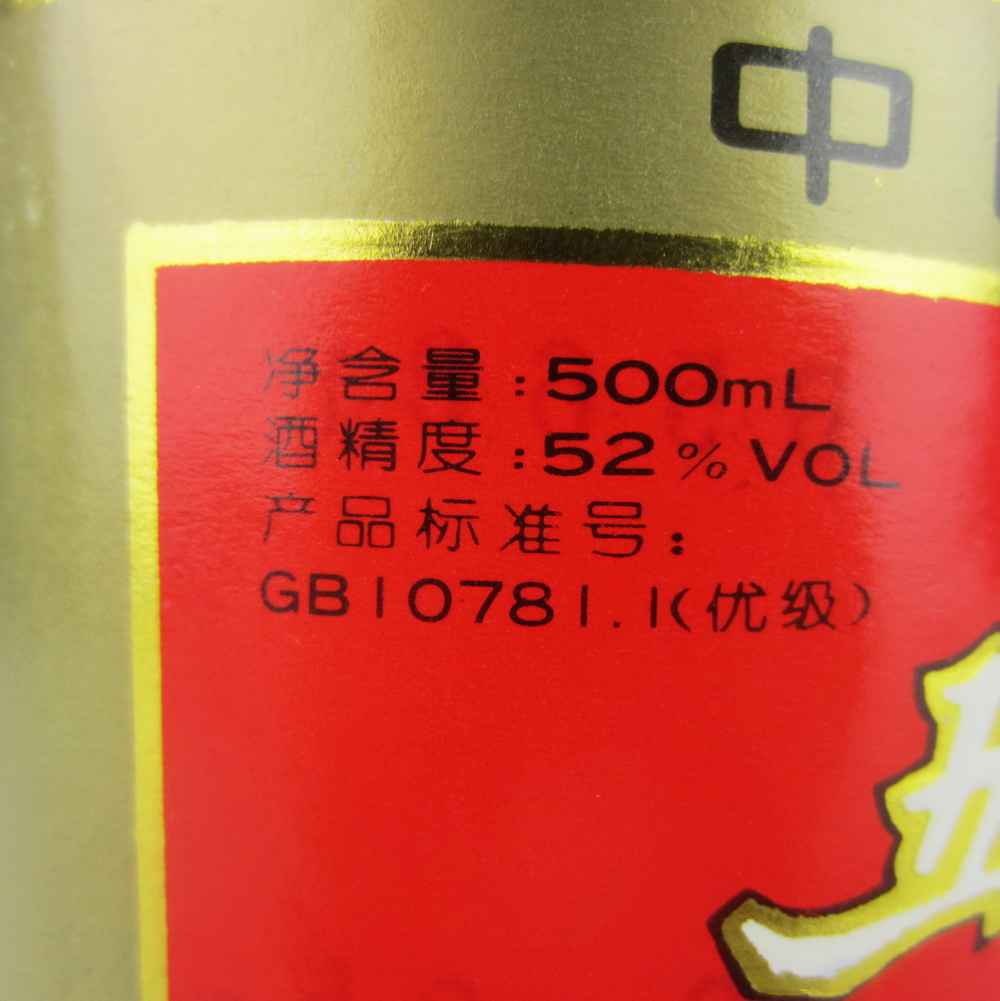 中
净含量:500mL
酒精度:52%VOL
产品标准号:
GB10781.1(优级)